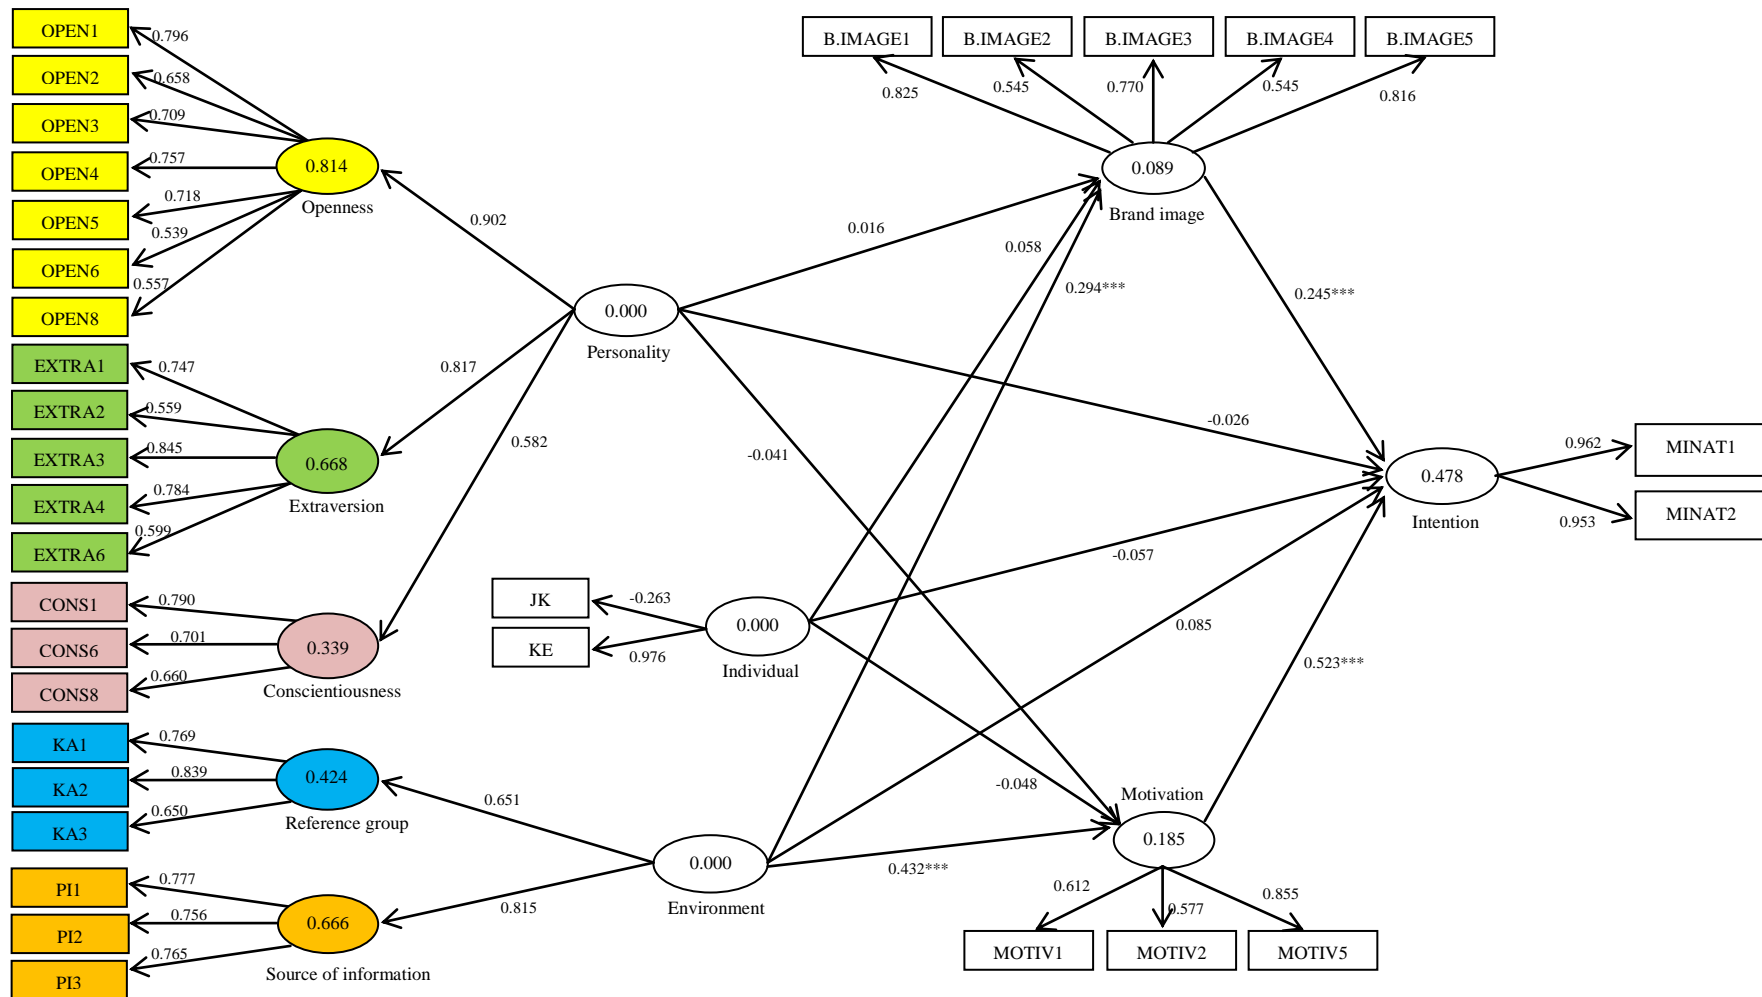 OPEN1
OPEN2
OPEN3
OPEN4
OPEN5
OPEN6
OPEN8
0.796
0.658
0.709
0.757
0.718
0.539
0.557
0.814
Openness
EXTRA1
EXTRA2
EXTRA3
EXTRA4
EXTRA6
0.747
0.559
0.845
0.784
0.599
0.668
Extraversion
CONS1
CONS6
CONS8
0.790
0.701
0.660
0.339
Conscientiousness
KA1
KA2
KA3
0.769
0.839
0.650
0.424
Reference group
PI1
PI2
PI3
0.777
0.756
0.765
0.666
Source of information
0.902
0.817
0.582
0.000
Personality
JK
KE
-0.263
0.976
0.000
Individual
0.651
0.815
0.000
Environment
B.IMAGE1
B.IMAGE2
B.IMAGE3
B.IMAGE4
B.IMAGE5
0.825
0.545
0.770
0.545
0.816
0.089
Brand image
0.016
0.058
0.294***
0.245***
-0.026
-0.041
-0.057
0.085
0.523***
-0.048
0.432***
Motivation
0.185
0.612
0.577
0.855
MOTIV1
MOTIV2
MOTIV5
0.478
Intention
0.962
0.953
MINAT1
MINAT2